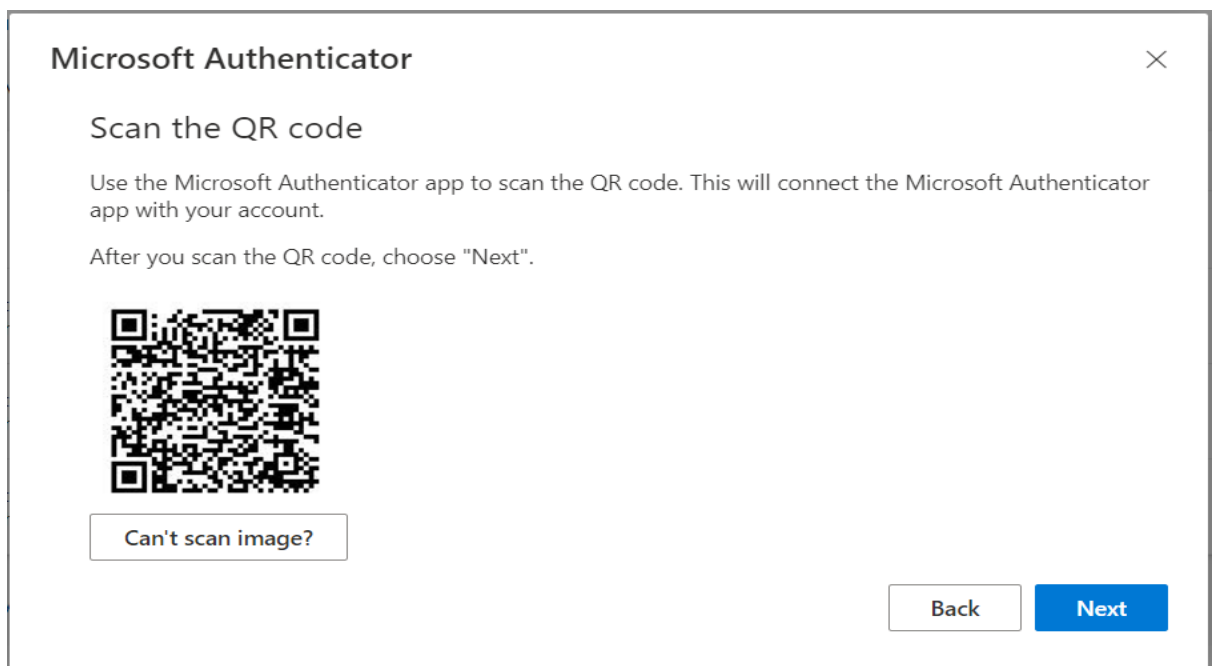 Microsoft Authenticator
Scan the QR code
Use the Microsoft Authenticator app to scan the QR code. This will connect the Microsoft Authenticator
app with your account.
After you scan the QR code, choose "Next".
Can't scan image?
Back
Next